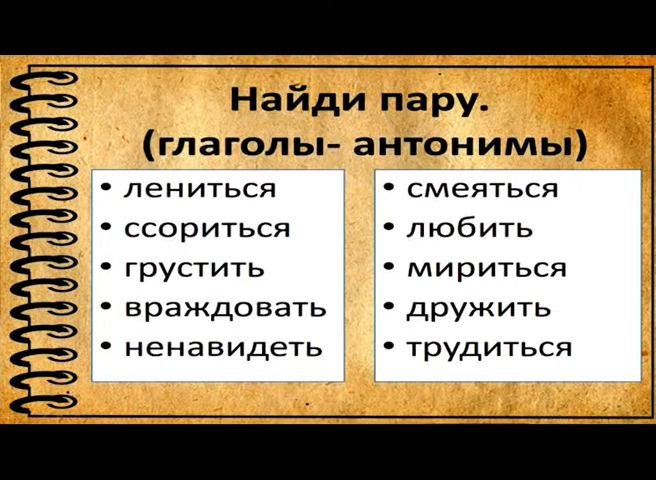 Найди пару.
(глаголы- антонимы)
• лениться
• ссориться
• грустить
• враждовать
• ненавидеть
• смеяться
• любить
• мириться
• дружить
• трудиться